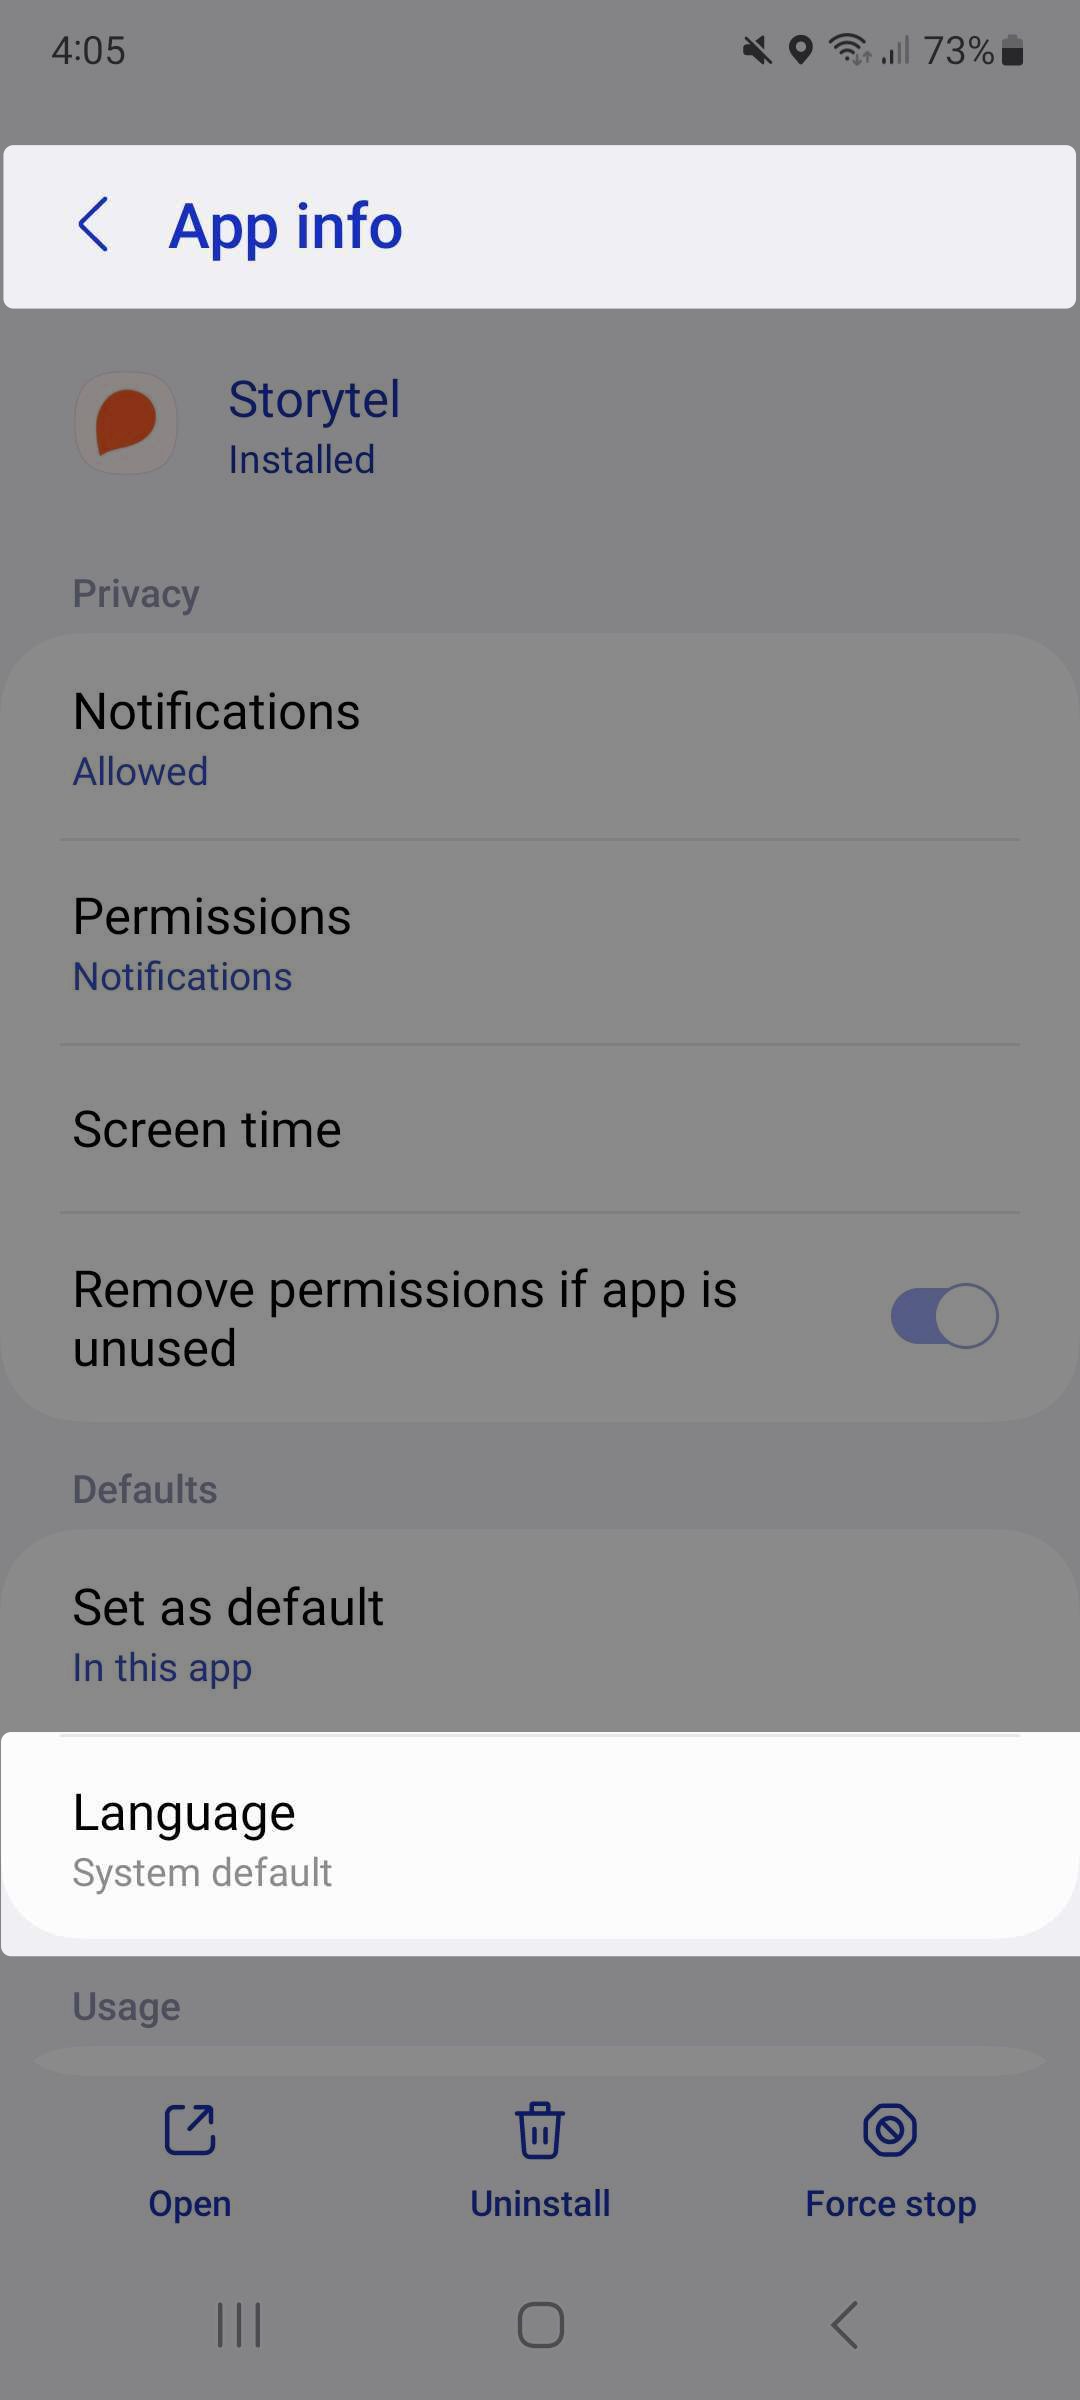 4:05
73%
App info
Storytel
Installed
Privacy
Notifications
Allowed
Permissions
Notifications
Screen time
Remove permissions if app is
unused
Defaults
Set as default
In this app
Language
System default
Usage
Open
Uninstall
Force stop